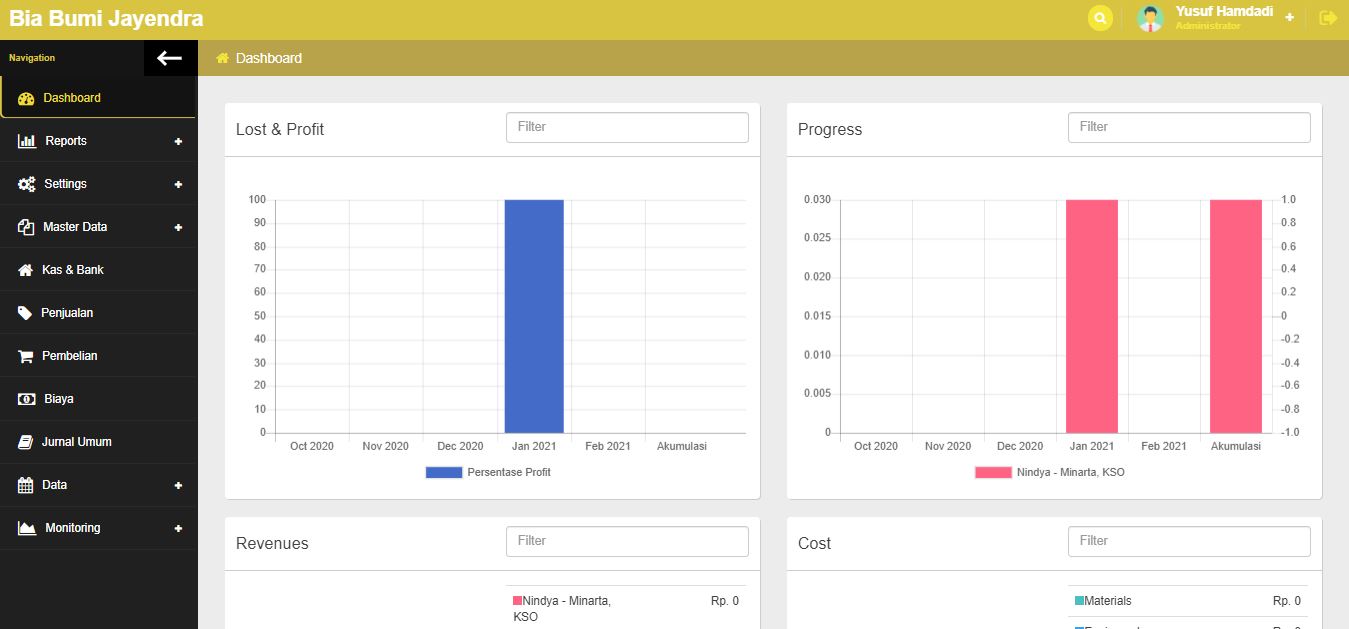 Bia Bumi Jayendra
Yusuf Hamdadi
Administrator
Navigation
Dashboard
Dashboard
Reports
Settings
Master Data
Kas & Bank
Penjualan
Pembelian
Biaya
Jurnal Umum
Data
Monitoring
Lost & Profit
Filter
100
90
80
70
60
50
40
30
20
10
0
Oct 2020 Nov 2020 Dec 2020 Jan 2021 Feb 2021 Akumulasi
Persentase Profit
Progress
Filter
0.030
0.025
0.020
0.015
0.010
0.005
0
1.0
0.8
0.6
0.4
0.2
0
-0.2
-0.4
-0.6
-0.8
-1.0
Oct 2020 Nov 2020 Dec 2020 Jan 2021 Feb 2021 Akumulasi
Nindya - Minarta, KSO
Revenues
Filter
Nindya - Minarta, Rp. 0
KSO
Cost
Filter
Materials Rp. 0